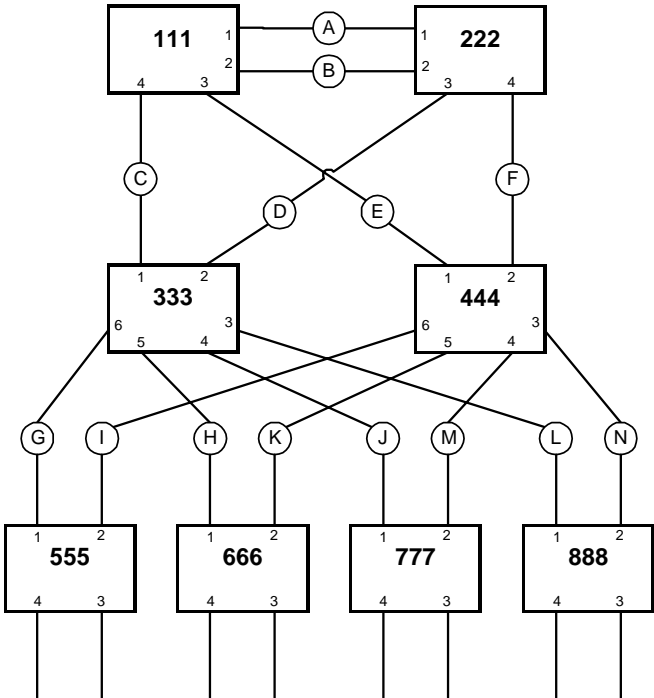 A
111 1 1 222
2 B 2
4 3 3 4
C F
D E
1 2 1 2
333 444
6 3 6 3
5 4 5 4
G I H K J M L N
1 2 1 2 1 2 1 2
555 666 777 888
4 3 4 3 4 3 4 3